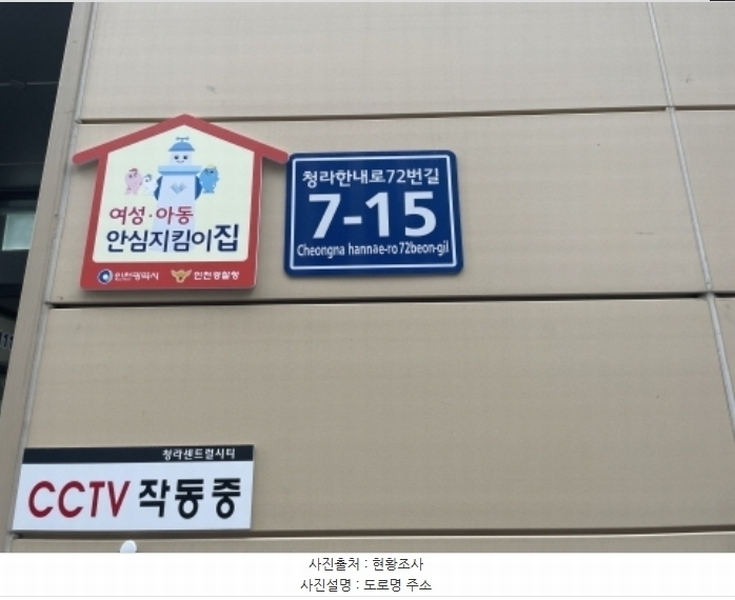 여성·아동
안심지킴이집
인천광역시 인천경찰청
청라한내로72번길
7-15
Cheongna hannae-ro 72beon-gil
청라센트럴시티
CCTV 작동중
사진출처 : 현황조사
사진설명 : 도로명 주소